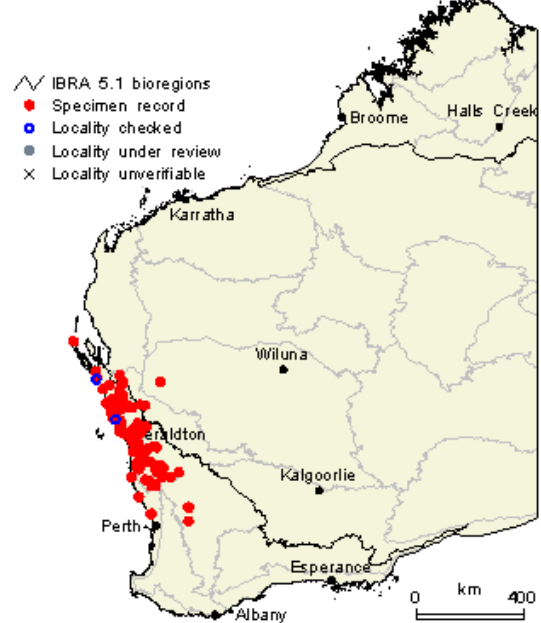 IBRA 5.1 bioregions
Specimen record
Locality checked
Locality under review
Locality unverifiable
Broome
Halls Creek
Karratha
Wiluna
eraldton
Kalgoorlie
Perth
Esperance
Albany
km
0 400